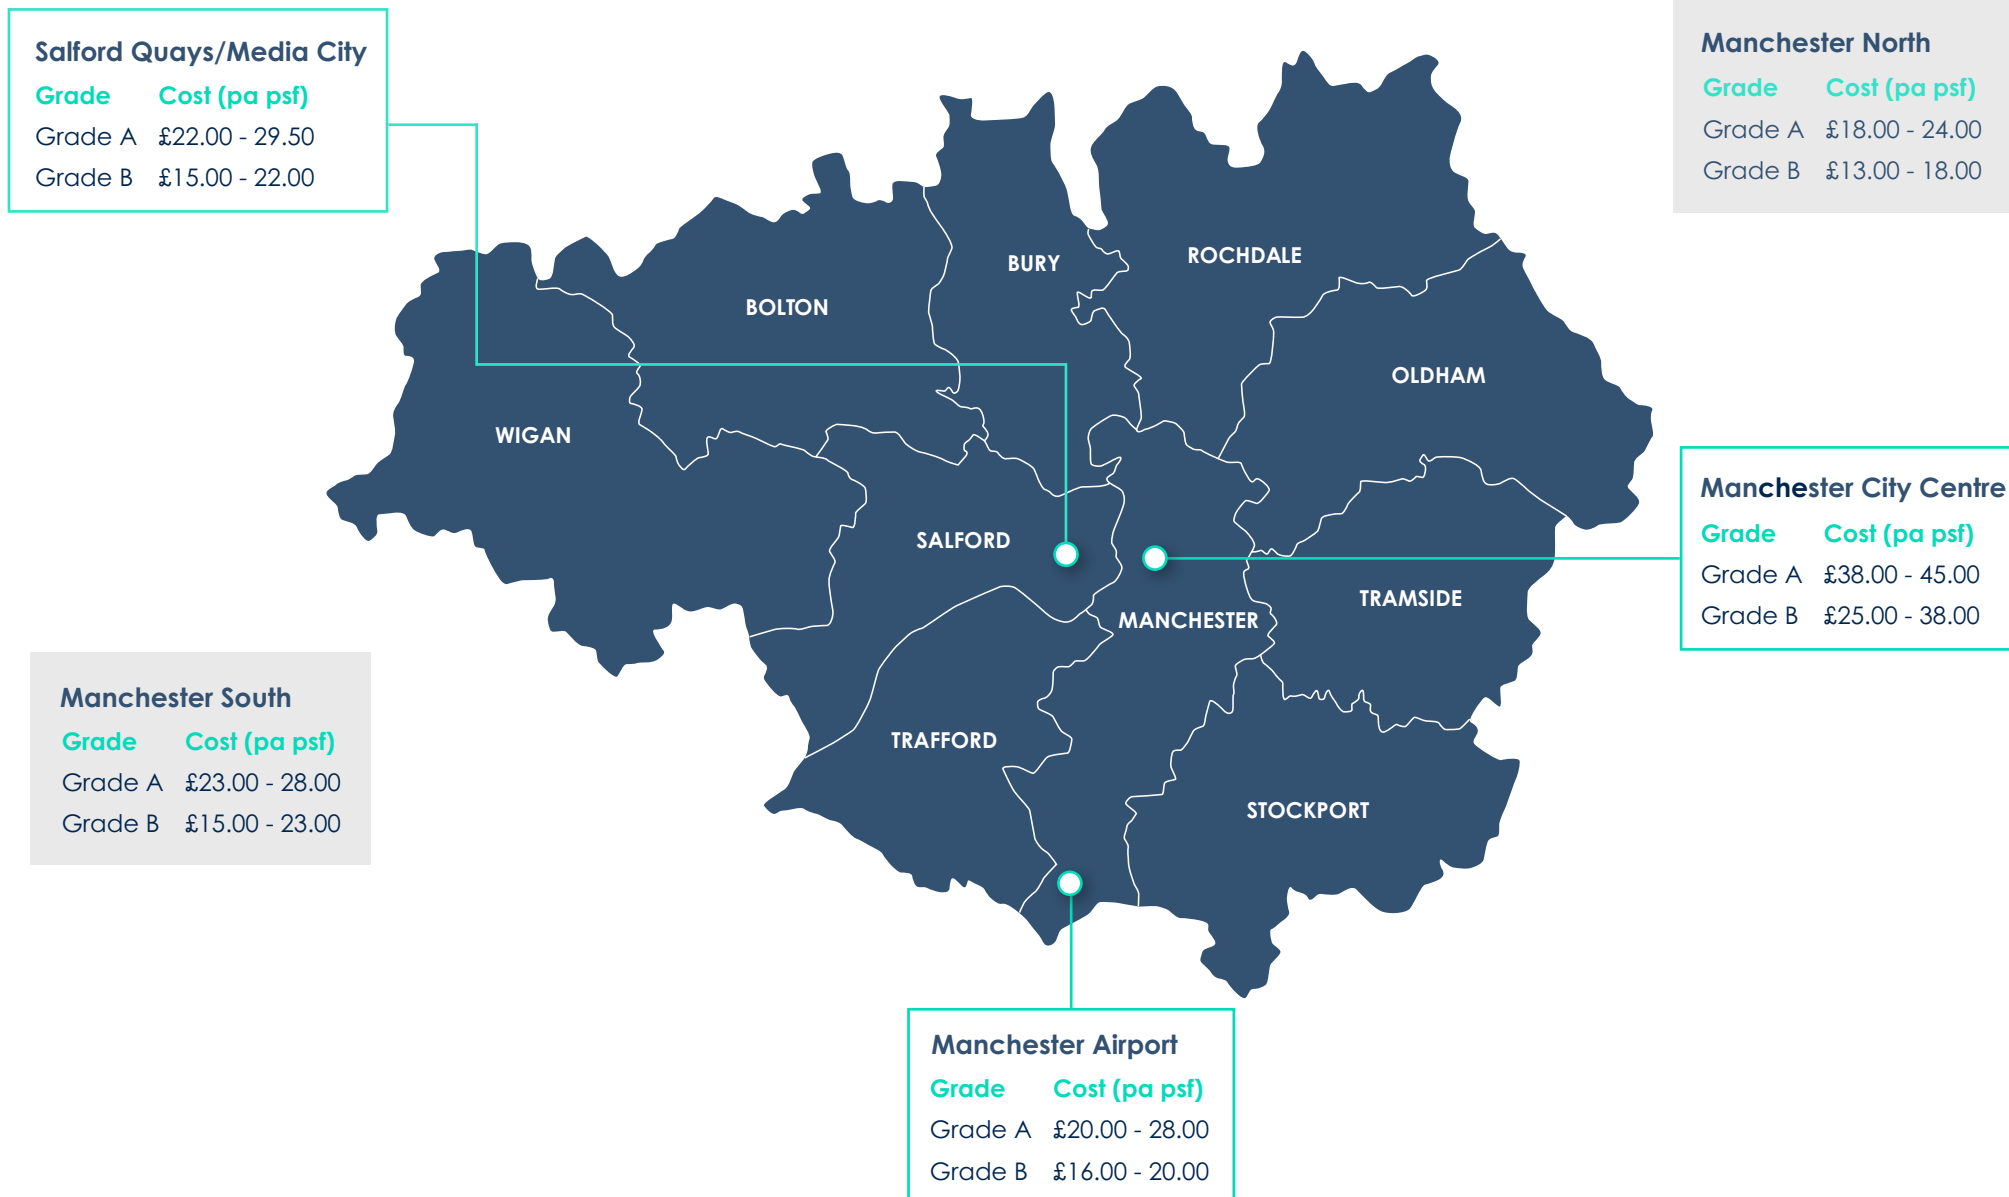 Salford Quays/Media City
Grade Cost (pa psf)
Grade A £22.00 - 29.50
Grade B £15.00 - 22.00
Manchester North
Grade Cost (pa psf)
Grade A £18.00 - 24.00
Grade B £13.00 - 18.00
BURY
ROCHDALE
BOLTON
OLDHAM
WIGAN
SALFORD
TRAMSIDE
MANCHESTER
TRAFFORD
STOCKPORT
Manchester City Centre
Grade Cost (pa psf)
Grade A £38.00 - 45.00
Grade B £25.00 - 38.00
Manchester South
Grade Cost (pa psf)
Grade A £23.00 - 28.00
Grade B £15.00 - 23.00
Manchester Airport
Grade Cost (pa psf)
Grade A £20.00 - 28.00
Grade B £16.00 - 20.00